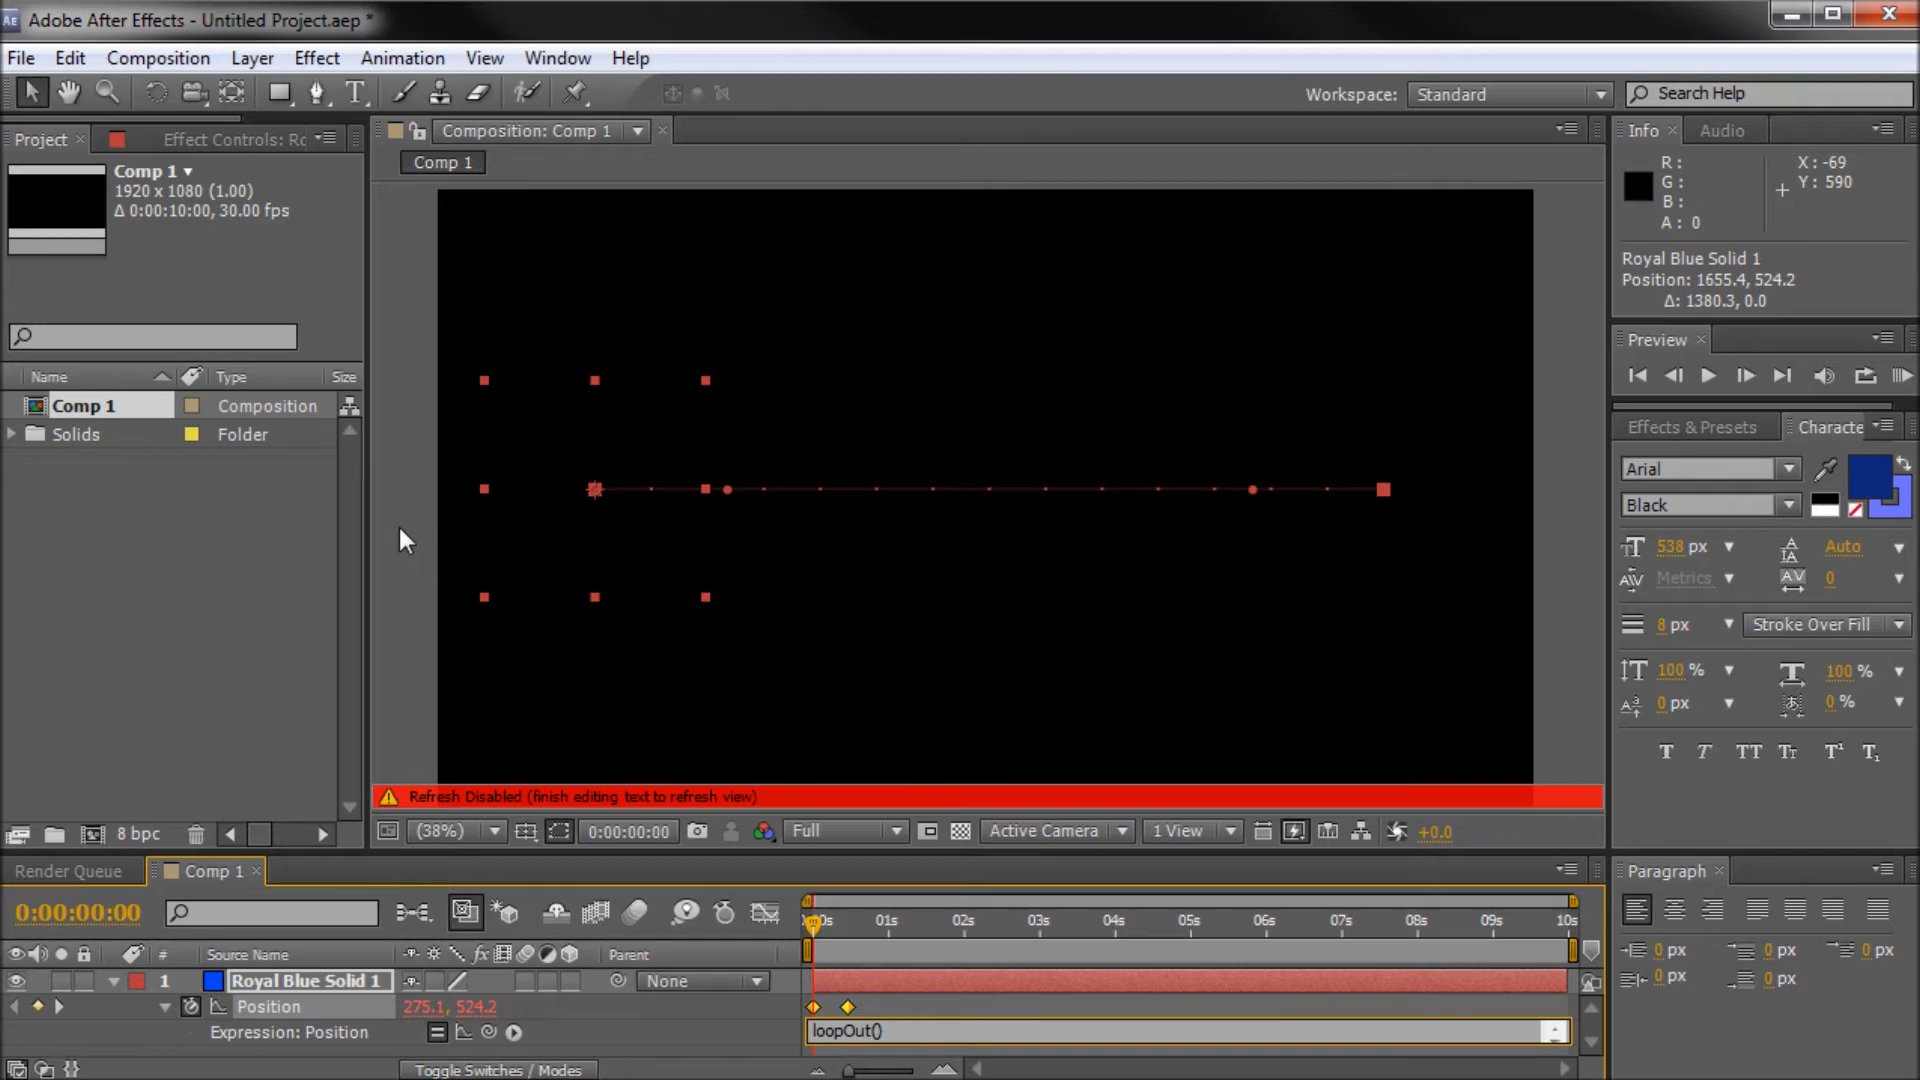 Adobe After Effects - Untitled Project.aep *
File Edit Composition Layer Effect Animation View Window Help
Workspace: Standard Search Help
Project Effect Controls: Rc
Composition: Comp 1
Info Audio
Comp 1
Comp 1
1920 x 1080 (1.00)
Δ 0:00:10:00, 30.00 fps
R :
G :
B :
A : 0
X : -69
Y : 590
Royal Blue Solid 1
Position: 1655.4, 524.2
Δ: 1380.3, 0.0
Preview
Name Type Size
Comp 1 Composition
Solids Folder
Effects & Presets Characte
Arial
Black
538 px Auto
Metrics 0
8 px Stroke Over Fill
100 % 100 %
0 px 0 %
T T TT TT T¹ T₁
Refresh Disabled (finish editing text to refresh view)
8 bpc
(38%) 0:00:00:00 Full Active Camera 1 View +0.0
Render Queue Comp 1
Paragraph
0:00:00:00
01s 02s 03s 04s 05s 06s 07s 08s 09s 10s
# Source Name Parent
0 px 0 px 0 px
0 px 0 px
1 Royal Blue Solid 1 None
Position 275.1, 524.2
Expression: Position loopOut()
Toggle Switches / Modes